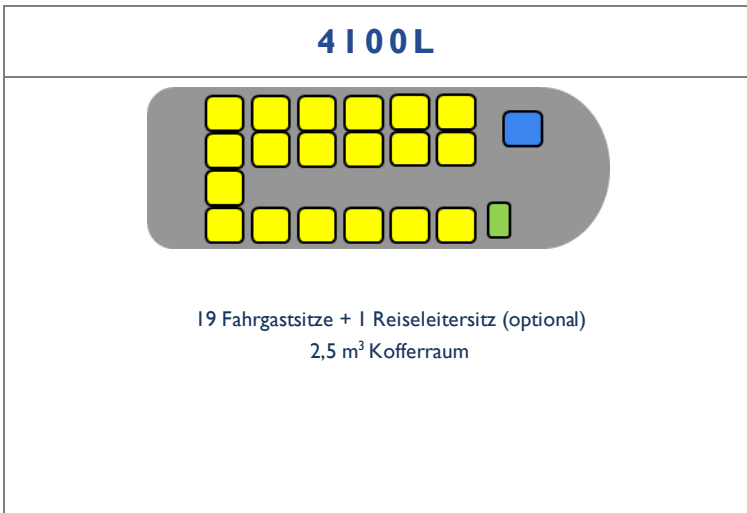 4100L
19 Fahrgastsitze + 1 Reiseleitersitz (optional)
2,5 m³ Kofferraum